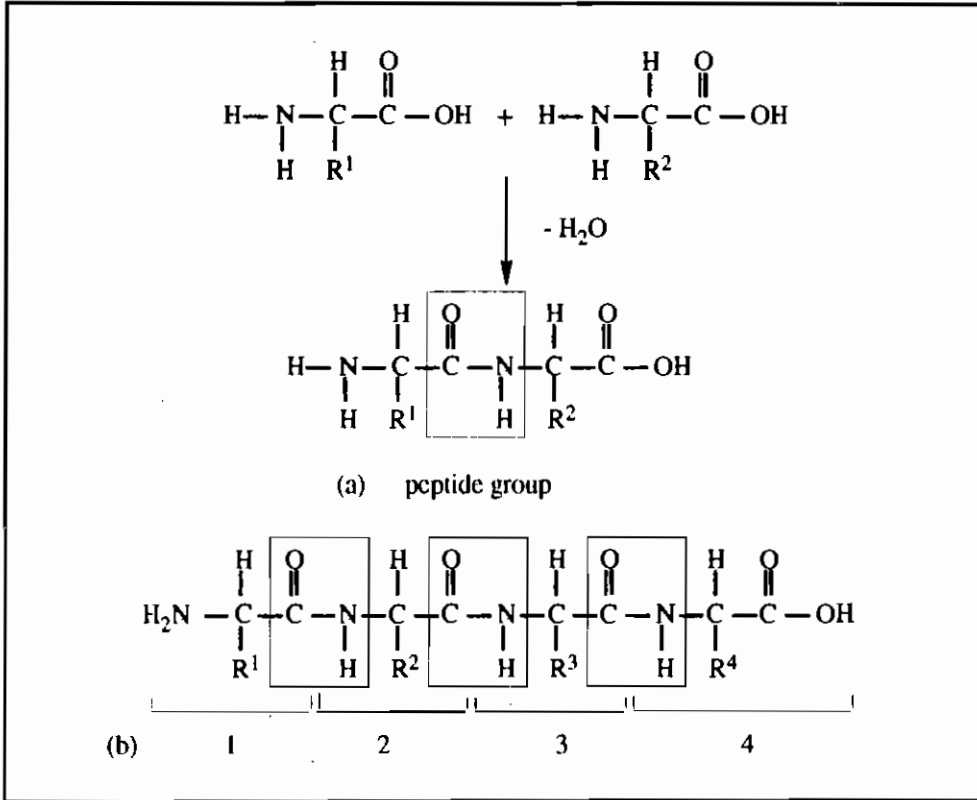 H O H O
H–N–C–C–OH + H–N–C–C–OH
H R¹ H R²
- H₂O
H O H O
H–N–C–C–N–C–C–OH
H R¹ H R²
(a) peptide group
H O H O H O H O
H₂N–C–C–N–C–C–N–C–C–N–C–C–OH
R¹ H R² H R³ H R⁴
(b) 1 2 3 4